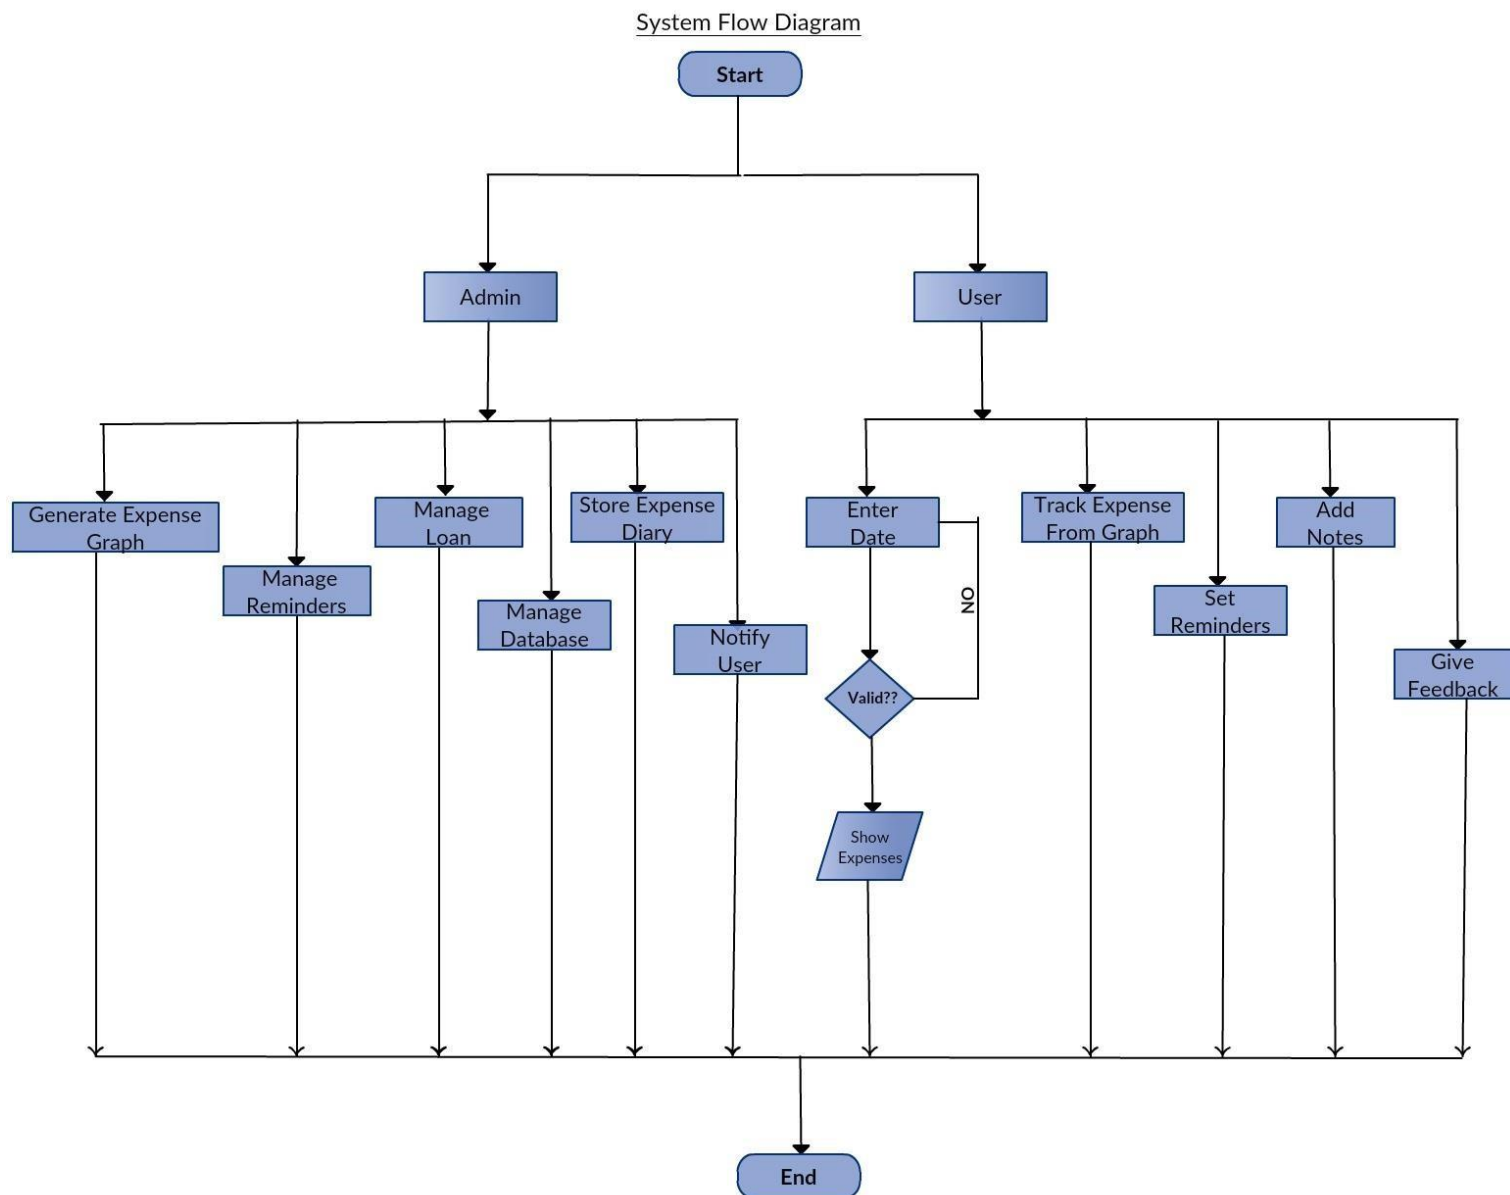 System Flow Diagram
Start
Admin
User
Generate Expense
Graph
Manage
Reminders
Manage
Loan
Manage
Database
Store Expense
Diary
Notify
User
Enter
Date
NO
Valid??
Show
Expenses
Track Expense
From Graph
Set
Reminders
Add
Notes
Give
Feedback
End